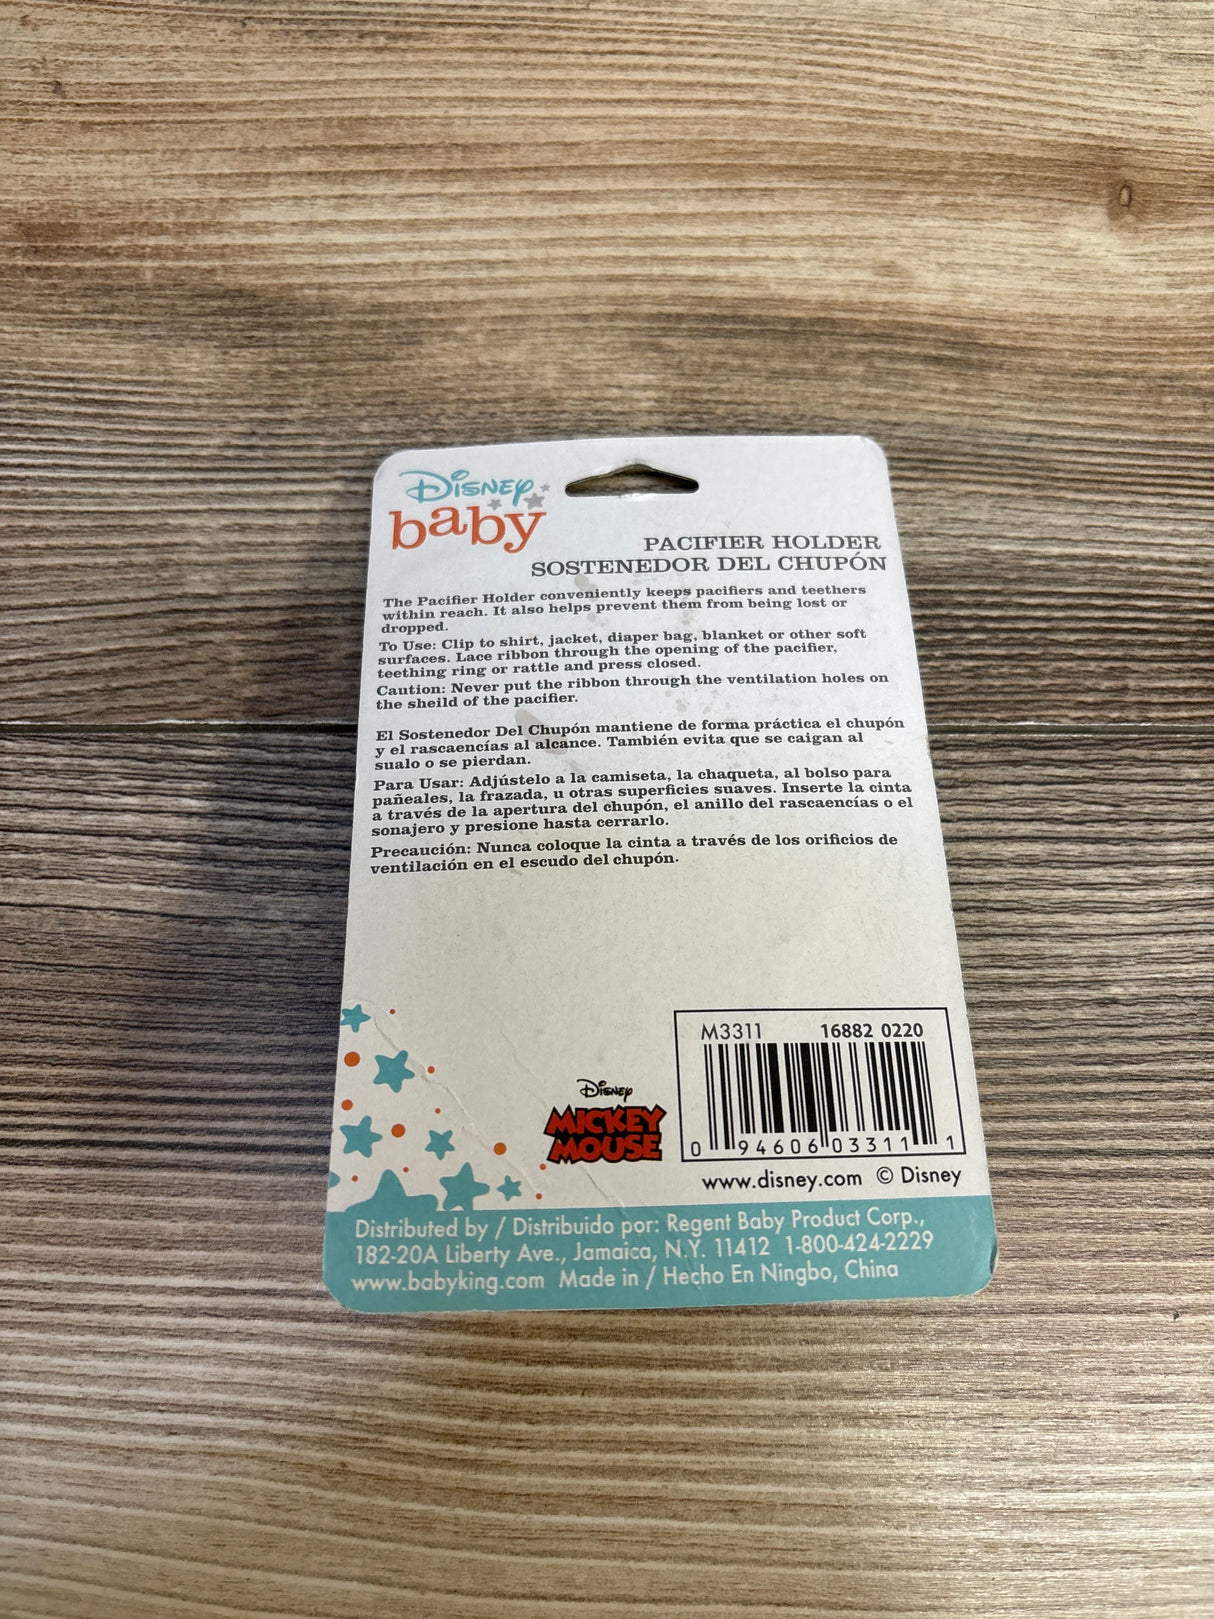 Disney
baby
PACIFIER HOLDER
SOSTENEDOR DEL CHUPÓN
The Pacifier Holder conveniently keeps pacifiers and teethers
within reach. It also helps prevent them from being lost or
dropped.
To Use: Clip to shirt, jacket, diaper bag, blanket or other soft
surfaces. Lace ribbon through the opening of the pacifier,
teething ring or rattle and press closed.
Caution: Never put the ribbon through the ventilation holes on
the sheild of the pacifier.
El Sostenedor Del Chupón mantiene de forma práctica el chupón
y el rascaencías al alcance. También evita que se caigan al
sualo o se pierdan.
Para Usar: Adjústelo a la camiseta, la chaqueta, al bolso para
pañeales, la frazada, u otras superficies suaves. Inserte la cinta
a través de la apertura del chupón, el anillo del rascaencías o el
sonajero y presione hasta cerrarlo.
Precaución: Nunca coloque la cinta a través de los orificios de
ventilación en el escudo del chupón.
M3311 16882 0220
0 94606 03311 1
Disney
MICKEY
MOUSE
www.disney.com © Disney
Distributed by / Distribuido por: Regent Baby Product Corp.,
182-20A Liberty Ave., Jamaica, N.Y. 11412 1-800-424-2229
www.babyking.com Made in / Hecho En Ningbo, China